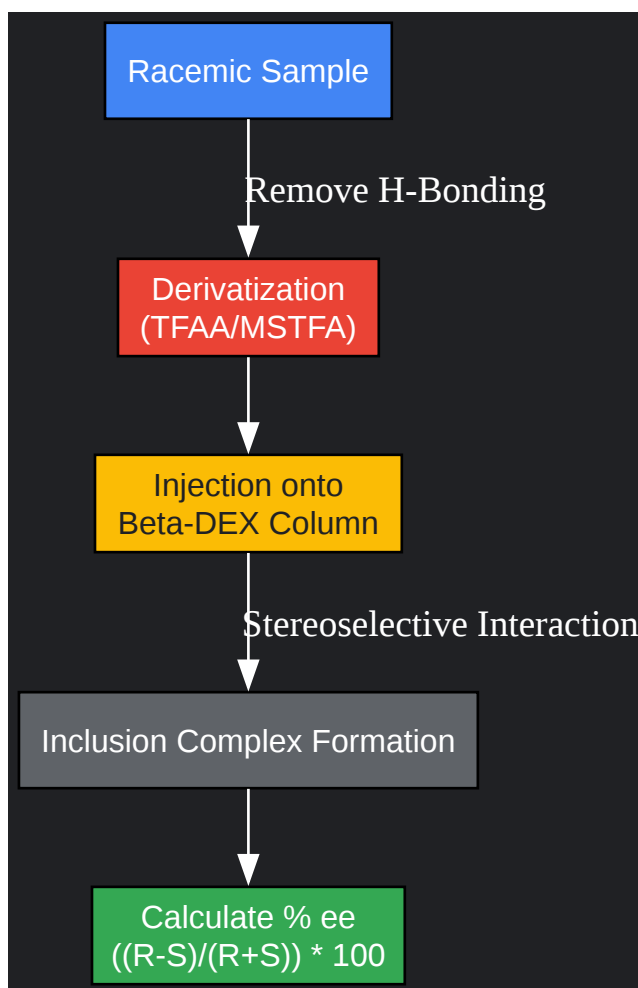 Racemic Sample
Remove H-Bonding
Derivatization
(TFAA/MSTFA)
Injection onto
Beta-DEX Column
Stereoselective Interaction
Inclusion Complex Formation
Calculate % ee
((R-S)/(R+S)) * 100